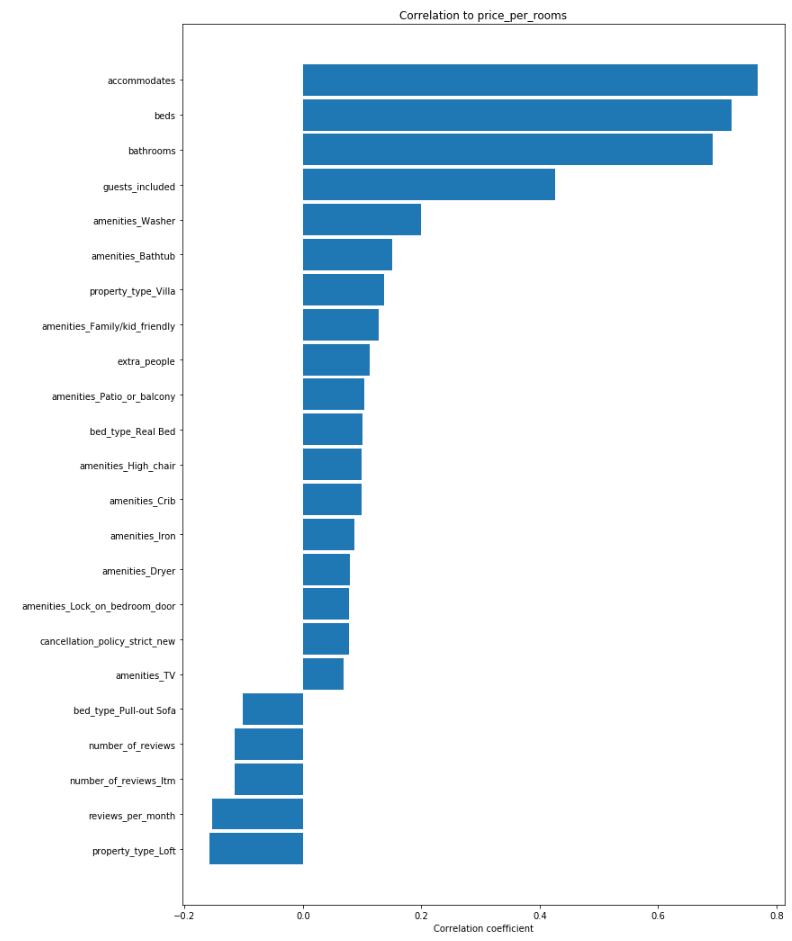 Correlation to price_per_rooms
accommodates
beds
bathrooms
guests_included
amenities_Washer
amenities_Bathtub
property_type_Villa
amenities_Family/kid_friendly
extra_people
amenities_Patio_or_balcony
bed_type_Real Bed
amenities_High_chair
amenities_Crib
amenities_Iron
amenities_Dryer
amenities_Lock_on_bedroom_door
cancellation_policy_strict_new
amenities_TV
bed_type_Pull-out Sofa
number_of_reviews
number_of_reviews_ltm
reviews_per_month
property_type_Loft
−0.2 0.0 0.2 0.4 0.6 0.8
Correlation coefficient